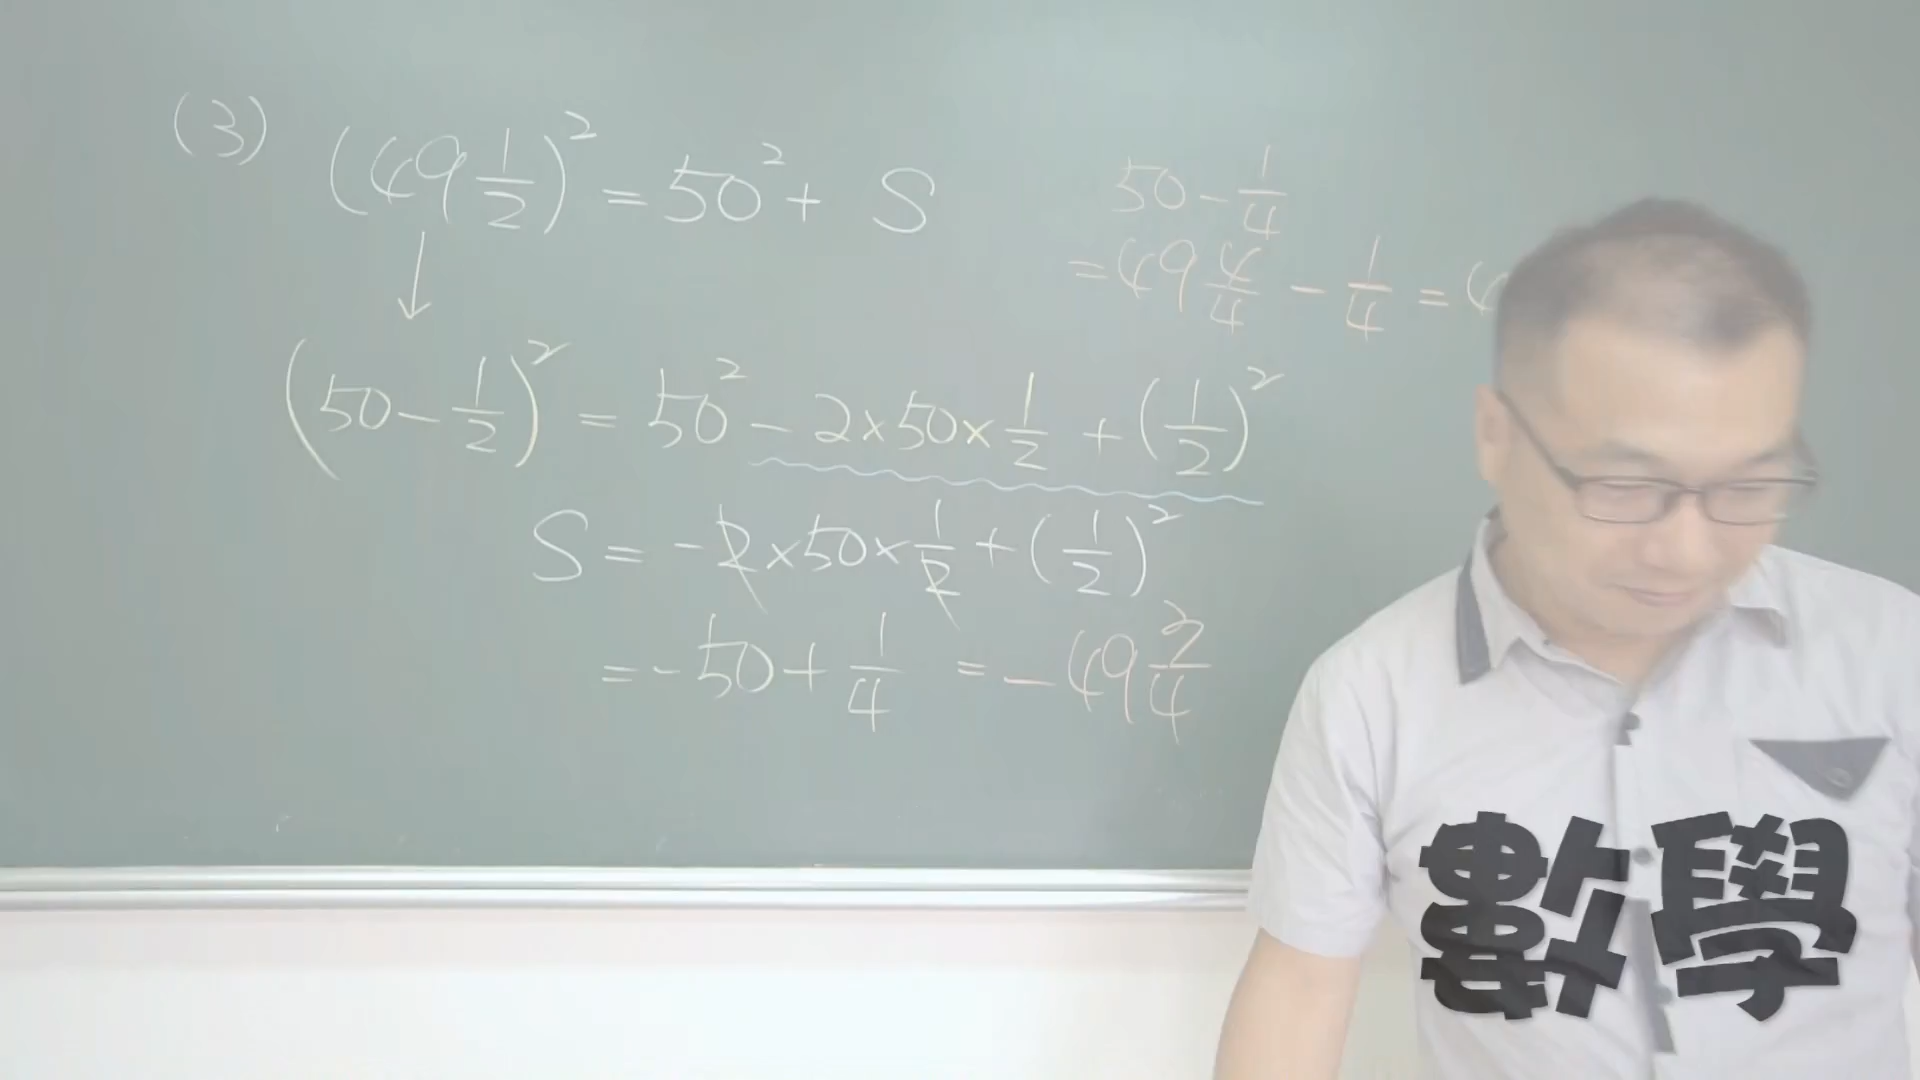 (3) (49 1/2)² = 50² + S
50 - 1/4
= 49 4/4 - 1/4 =
(50 - 1/2)² = 50² - 2×50×1/2 + (1/2)²
S = -2×50×1/2 + (1/2)²
= -50 + 1/4 = -49 3/4
數學